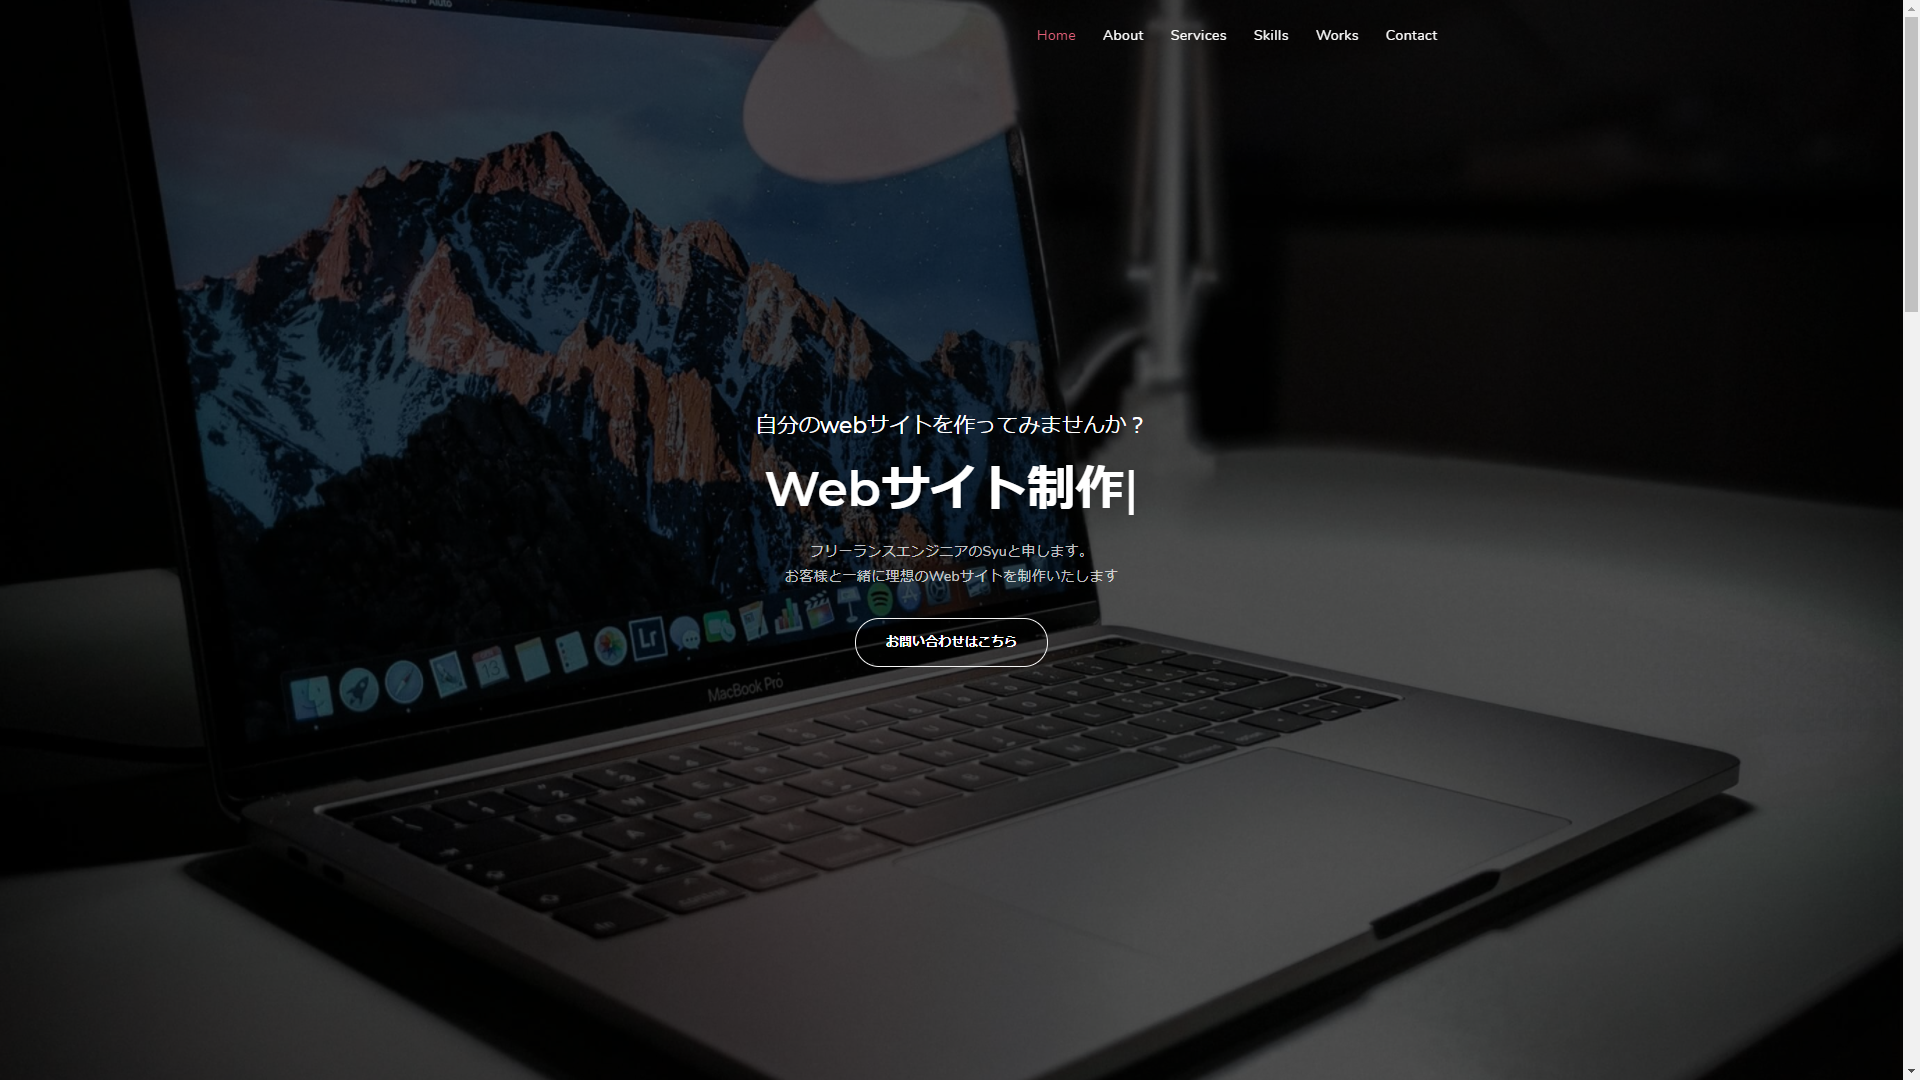 Home About Services Skills Works Contact
自分のwebサイトを作ってみませんか？
Webサイト制作|
フリーランスエンジニアのSyuと申します。
お客様と一緒に理想のWebサイトを制作いたします
お問い合わせはこちら
Lr
13
MacBook Pro